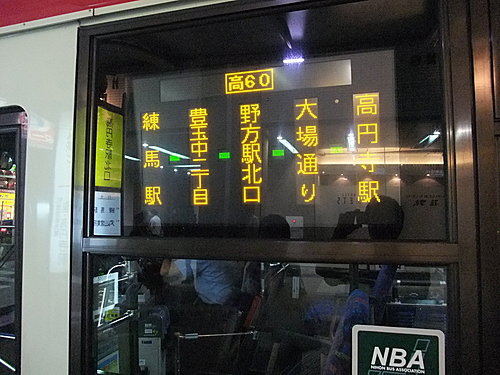 高60
高円寺駅
大場通り
野方駅北口
豊玉中二丁目
練馬駅
NBA
NIHON BUS ASSOCIATION